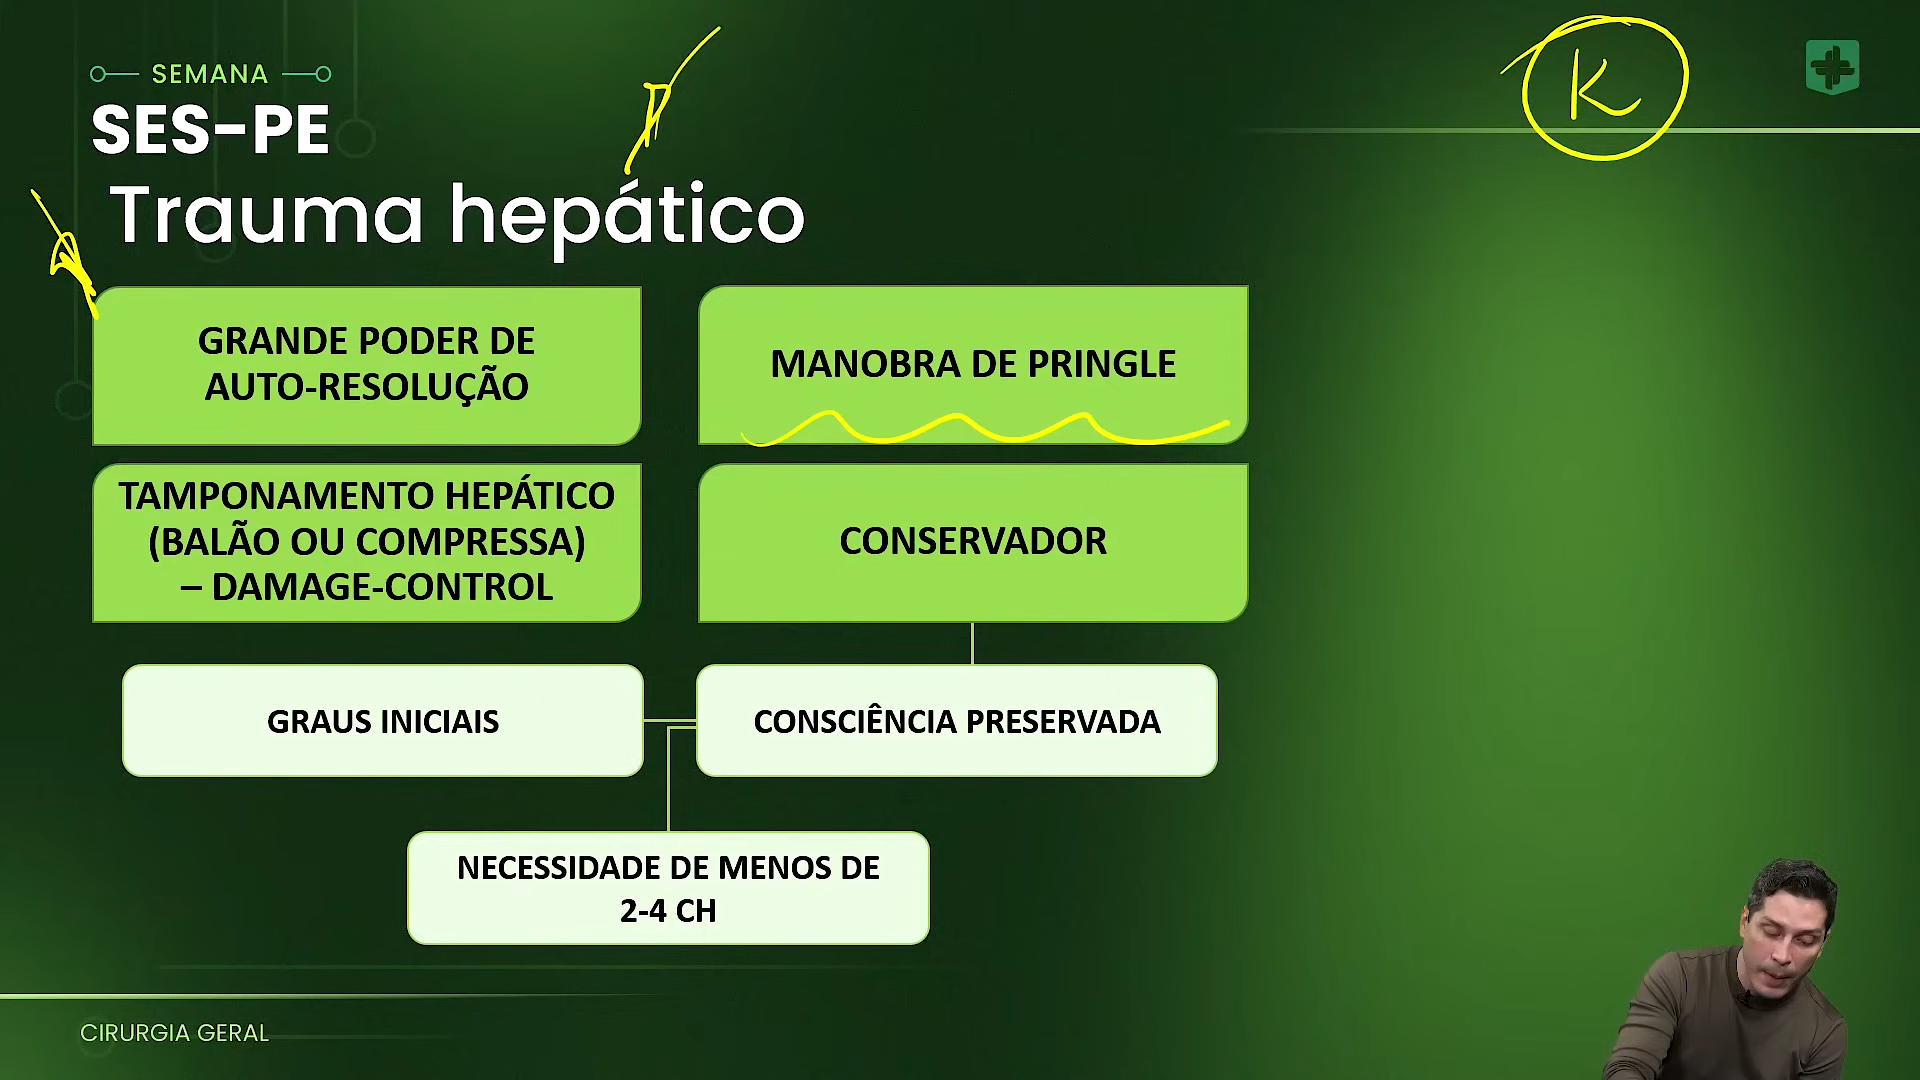 SEMANA
SES-PE
Trauma hepático
K
GRANDE PODER DE
AUTO-RESOLUÇÃO
MANOBRA DE PRINGLE
TAMPONAMENTO HEPÁTICO
(BALÃO OU COMPRESSA)
– DAMAGE-CONTROL
CONSERVADOR
GRAUS INICIAIS
CONSCIÊNCIA PRESERVADA
NECESSIDADE DE MENOS DE
2-4 CH
CIRURGIA GERAL